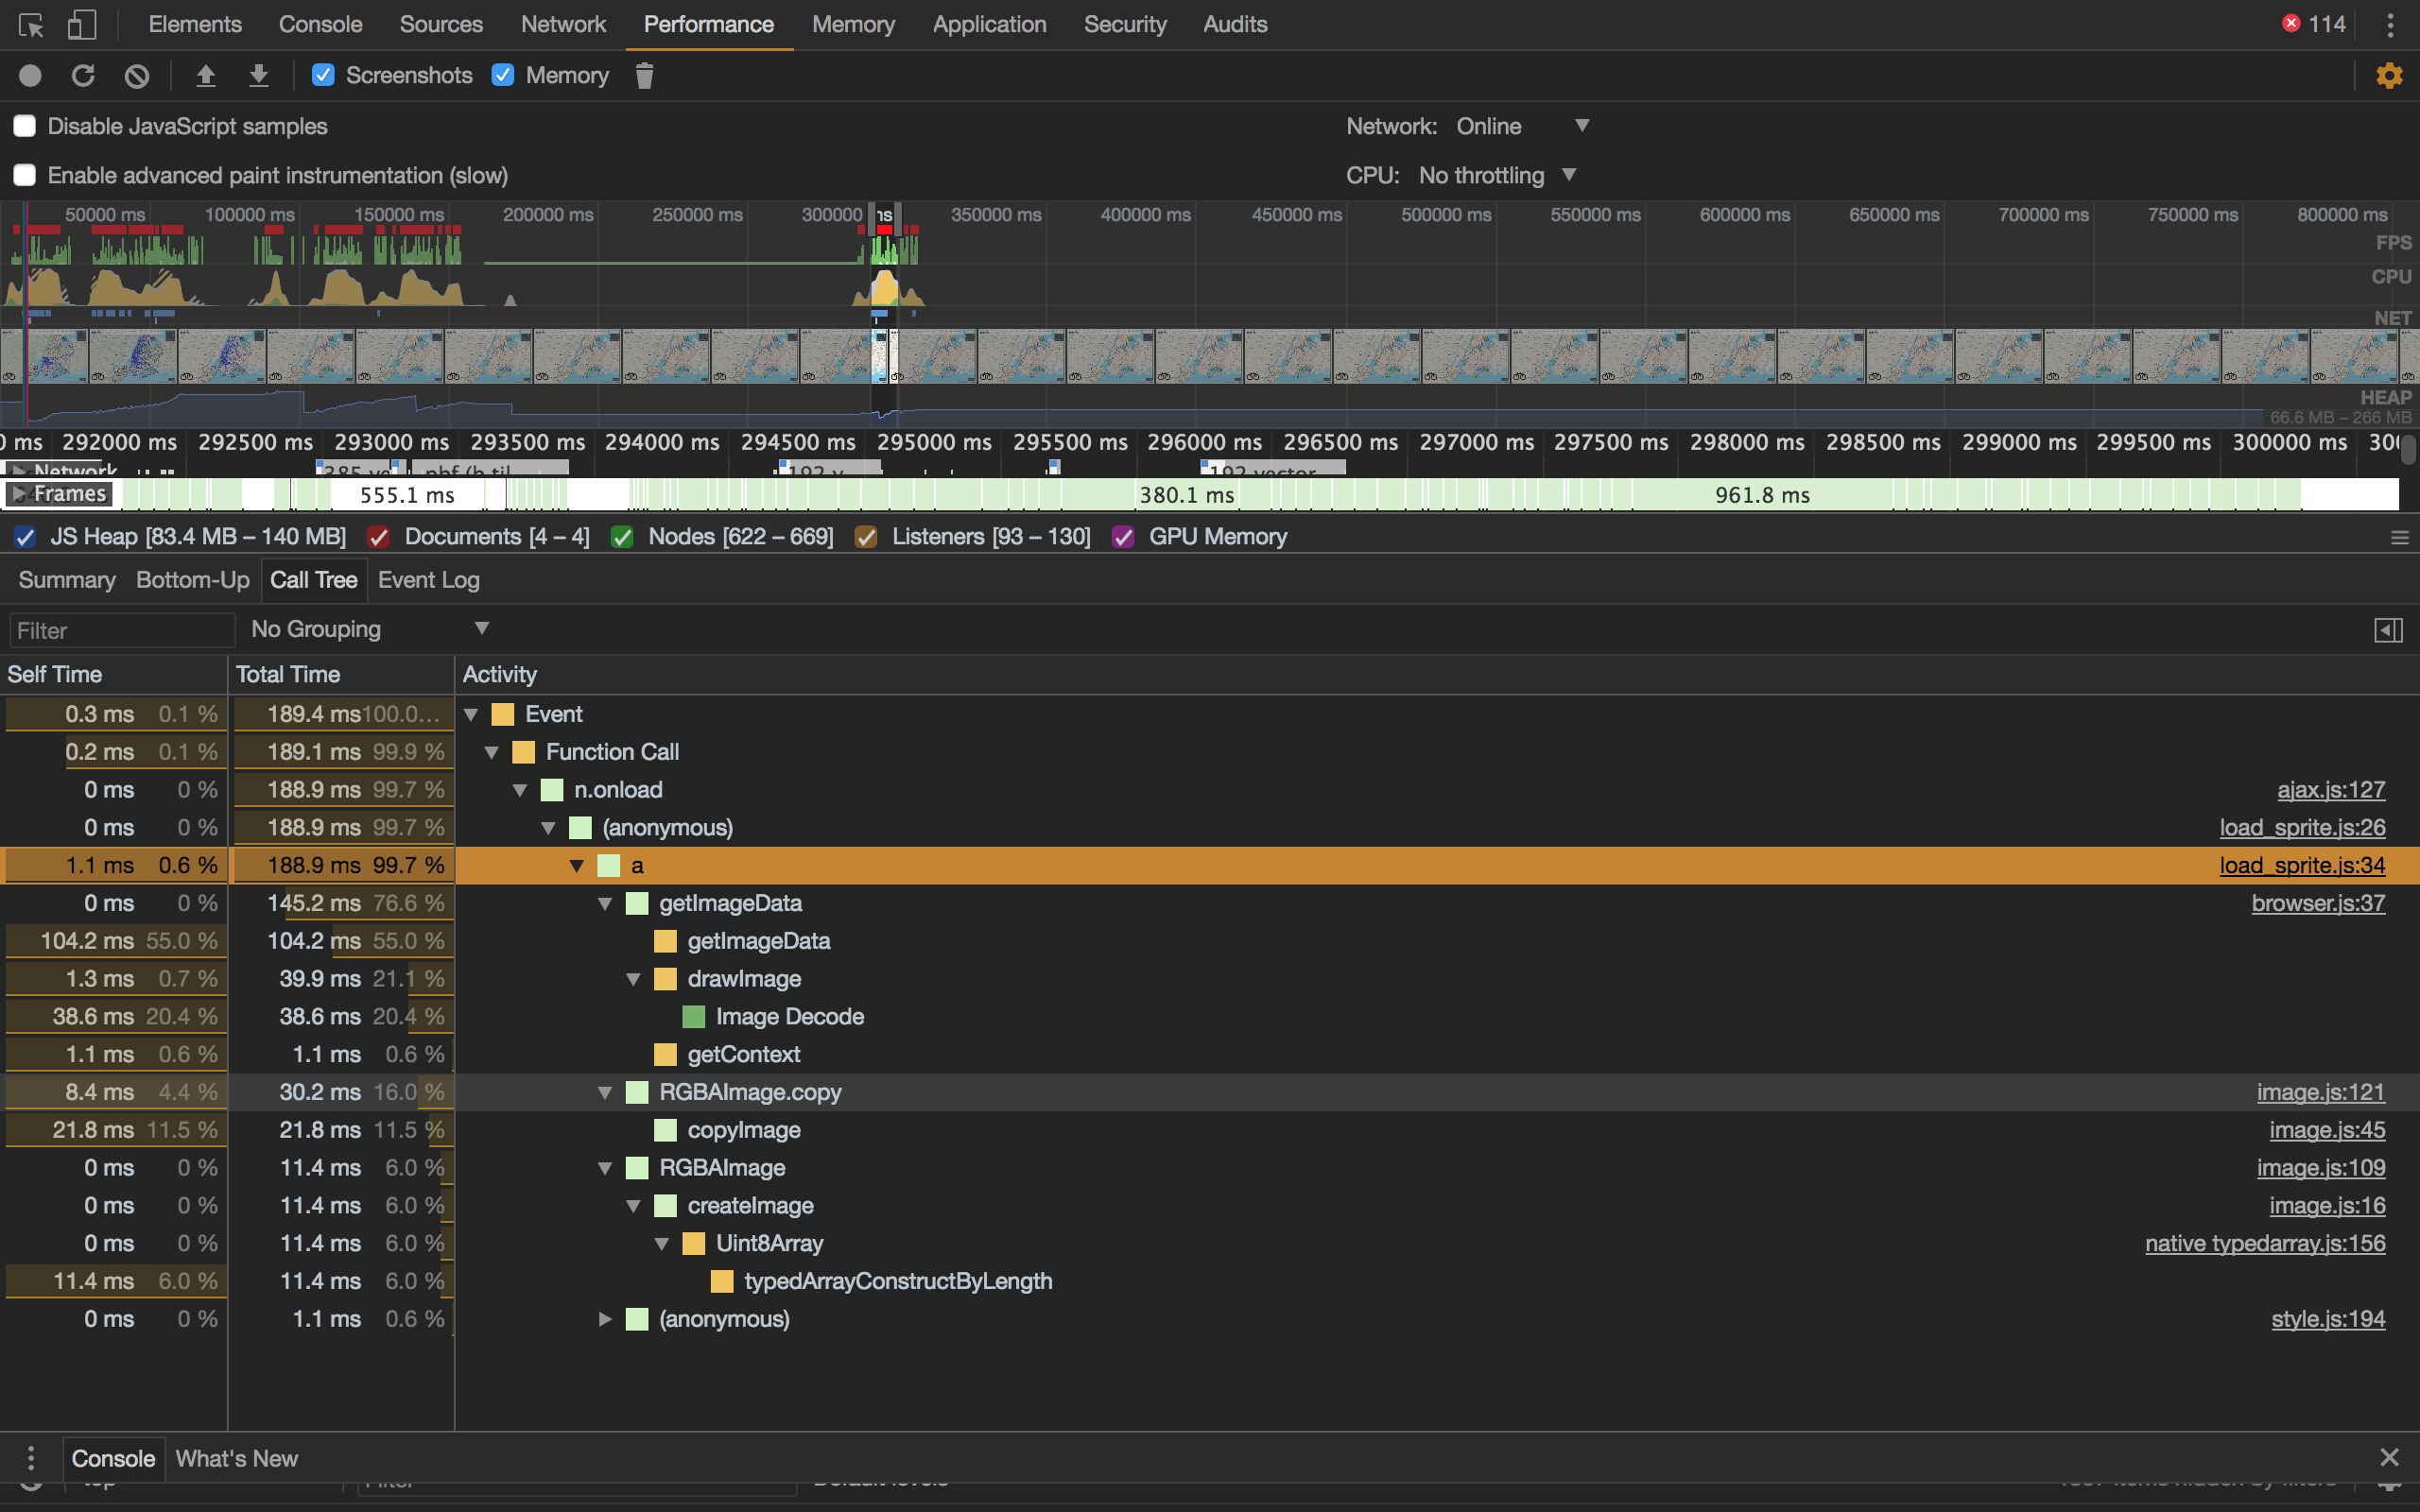 Elements Console Sources Network Performance Memory Application Security Audits 114
Screenshots Memory
Disable JavaScript samples Network: Online
Enable advanced paint instrumentation (slow) CPU: No throttling
50000 ms 100000 ms 150000 ms 200000 ms 250000 ms 300000 ns 350000 ms 400000 ms 450000 ms 500000 ms 550000 ms 600000 ms 650000 ms 700000 ms 750000 ms 800000 ms
FPS
CPU
NET
HEAP
66.6 MB – 266 MB
0 ms 292000 ms 292500 ms 293000 ms 293500 ms 294000 ms 294500 ms 295000 ms 295500 ms 296000 ms 296500 ms 297000 ms 297500 ms 298000 ms 298500 ms 299000 ms 299500 ms 300000 ms 300
Network 192 vector
Frames 555.1 ms 380.1 ms 961.8 ms
JS Heap [83.4 MB – 140 MB] Documents [4 – 4] Nodes [622 – 669] Listeners [93 – 130] GPU Memory
Summary Bottom-Up Call Tree Event Log
Filter No Grouping
Self Time Total Time Activity
0.3 ms 0.1 % 189.4 ms 100.0... Event
0.2 ms 0.1 % 189.1 ms 99.9 % Function Call
0 ms 0 % 188.9 ms 99.7 % n.onload ajax.js:127
0 ms 0 % 188.9 ms 99.7 % (anonymous) load_sprite.js:26
1.1 ms 0.6 % 188.9 ms 99.7 % a load_sprite.js:34
0 ms 0 % 145.2 ms 76.6 % getImageData browser.js:37
104.2 ms 55.0 % 104.2 ms 55.0 % getImageData
1.3 ms 0.7 % 39.9 ms 21.1 % drawImage
38.6 ms 20.4 % 38.6 ms 20.4 % Image Decode
1.1 ms 0.6 % 1.1 ms 0.6 % getContext
8.4 ms 4.4 % 30.2 ms 16.0 % RGBAImage.copy image.js:121
21.8 ms 11.5 % 21.8 ms 11.5 % copyImage image.js:45
0 ms 0 % 11.4 ms 6.0 % RGBAImage image.js:109
0 ms 0 % 11.4 ms 6.0 % createImage image.js:16
0 ms 0 % 11.4 ms 6.0 % Uint8Array native typedarray.js:156
11.4 ms 6.0 % 11.4 ms 6.0 % typedArrayConstructByLength
0 ms 0 % 1.1 ms 0.6 % (anonymous) style.js:194
Console What's New
top Filter Default levels items hidden by filters